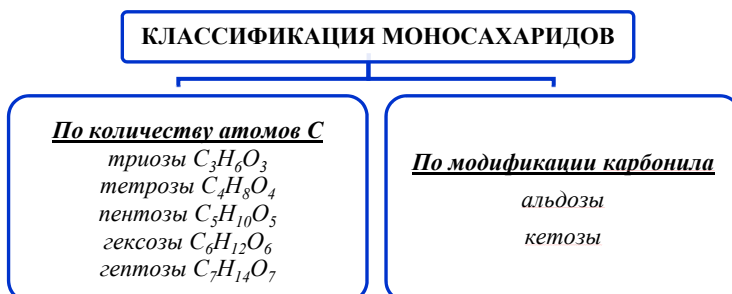 КЛАССИФИКАЦИЯ МОНОСАХАРИДОВ
По количеству атомов С
триозы C₃H₆O₃
тетрозы C₄H₈O₄
пентозы C₅H₁₀O₅
гексозы C₆H₁₂O₆
гептозы C₇H₁₄O₇
По модификации карбонила
альдозы
кетозы